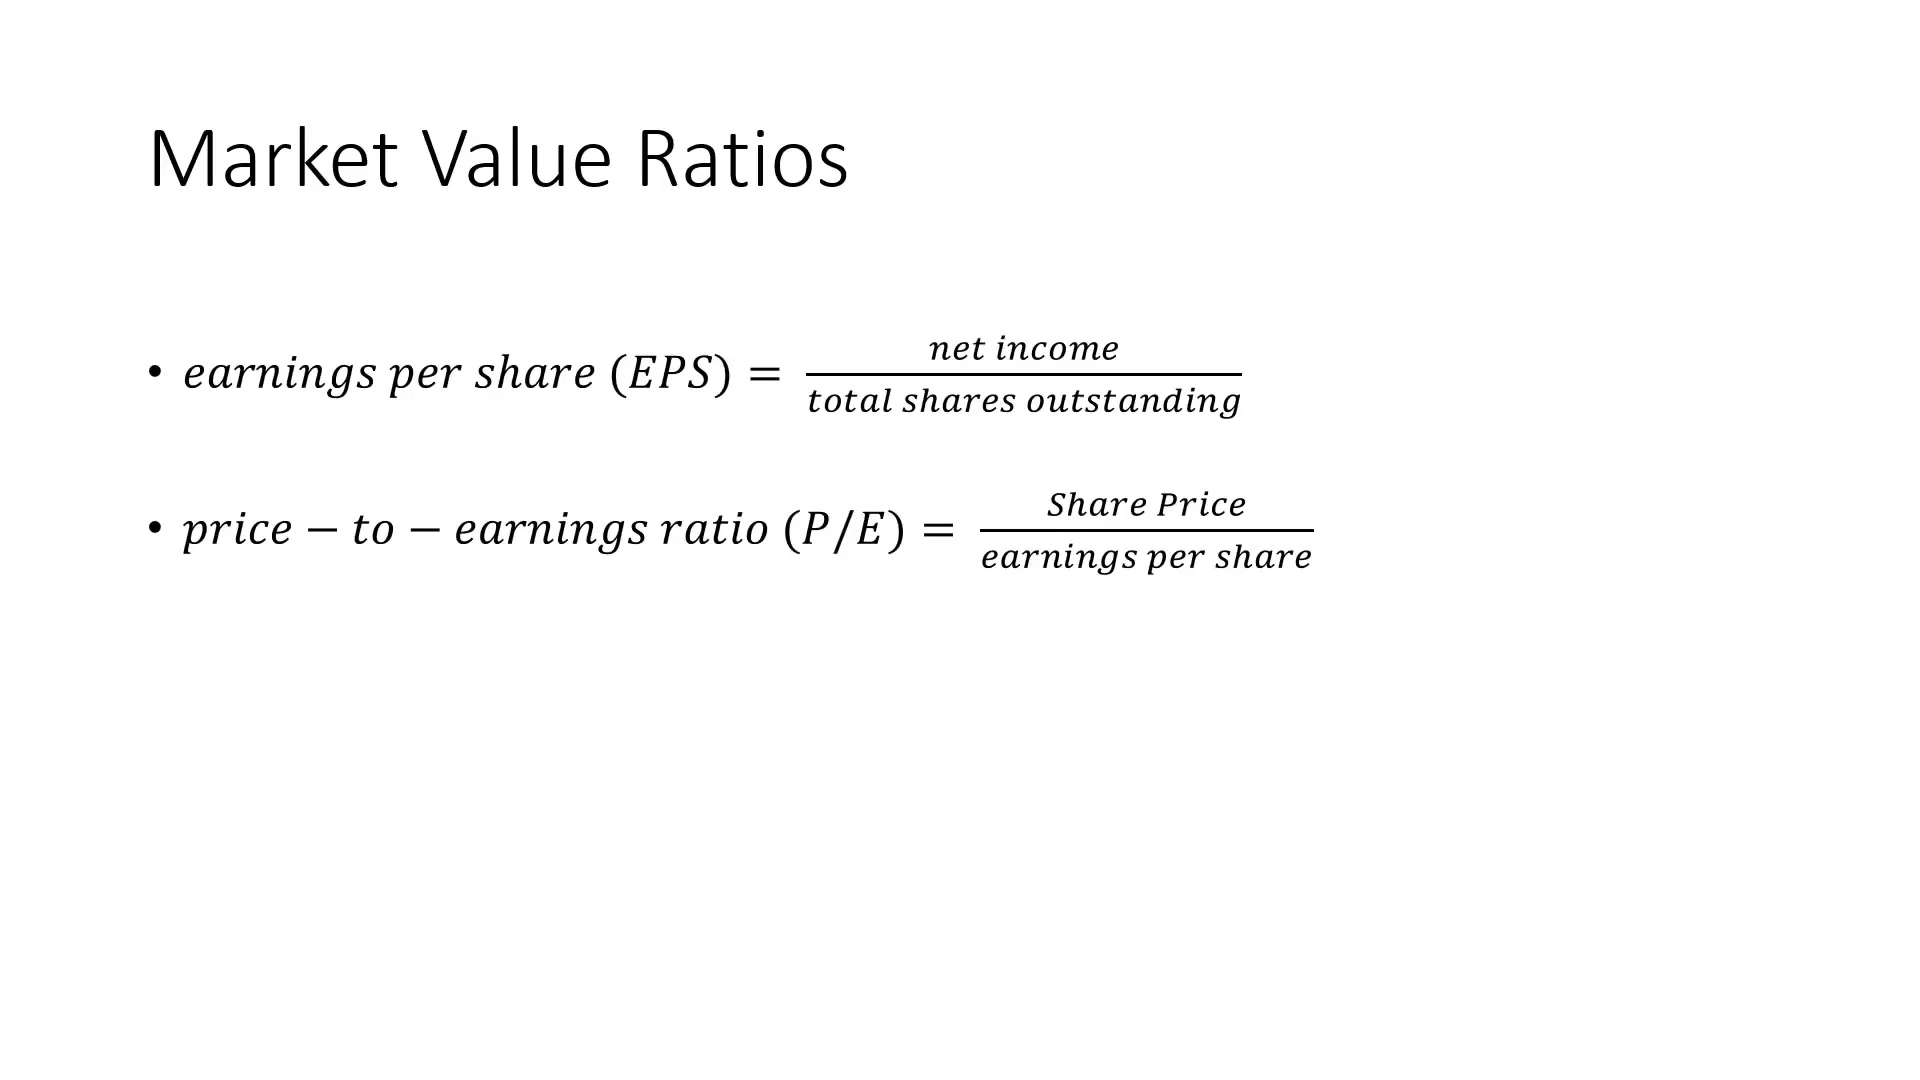 Market Value Ratios
• earnings per share (EPS) = net income / total shares outstanding
• price − to − earnings ratio (P/E) = Share Price / earnings per share